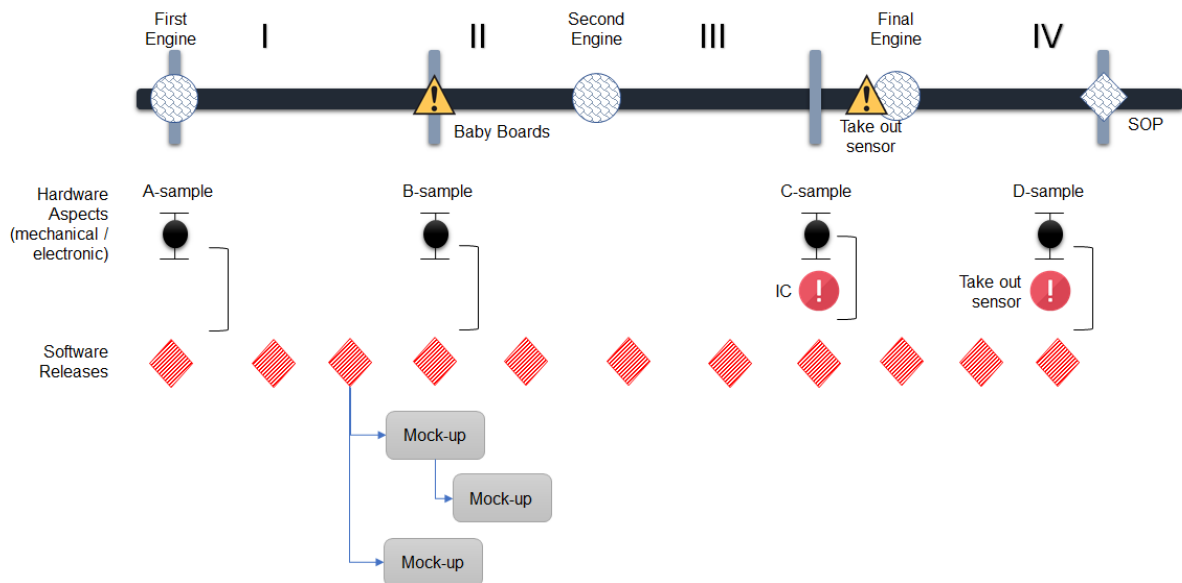 First
Engine
I
II
Second
Engine
III
Final
Engine
IV
Baby Boards
Take out
sensor
SOP
Hardware
Aspects
(mechanical /
electronic)
A-sample
B-sample
C-sample
D-sample
IC
Take out
sensor
Software
Releases
Mock-up
Mock-up
Mock-up